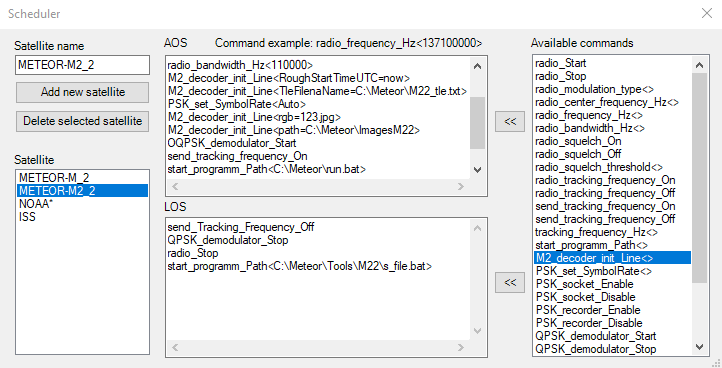 Scheduler
Satellite name
METEOR-M2_2
Add new satellite
Delete selected satellite
Satellite
METEOR-M_2
METEOR-M2_2
NOAA*
ISS
AOS Command example: radio_frequency_Hz<137100000>
radio_bandwidth_Hz<110000>
M2_decoder_init_Line<RoughStartTimeUTC=now>
M2_decoder_init_Line<TleFilenaName=C:\Meteor\M22_tle.txt>
PSK_set_SymbolRate<Auto>
M2_decoder_init_Line<rgb=123.jpg>
M2_decoder_init_Line<path=C:\Meteor\ImagesM22>
OQPSK_demodulator_Start
send_tracking_frequency_On
start_programm_Path<C:\Meteor\run.bat>
LOS
send_Tracking_Frequency_Off
QPSK_demodulator_Stop
radio_Stop
start_programm_Path<C:\Meteor\Tools\M22\s_file.bat>
<<
<<
Available commands
radio_Start
radio_Stop
radio_modulation_type<>
radio_center_frequency_Hz<>
radio_frequency_Hz<>
radio_bandwidth_Hz<>
radio_squelch_On
radio_squelch_Off
radio_squelch_threshold<>
radio_tracking_frequency_On
radio_tracking_frequency_Off
send_tracking_frequency_On
send_tracking_frequency_Off
tracking_frequency_Hz<>
start_programm_Path<>
M2_decoder_init_Line<>
PSK_set_SymbolRate<>
PSK_socket_Enable
PSK_socket_Disable
PSK_recorder_Enable
PSK_recorder_Disable
QPSK_demodulator_Start
QPSK_demodulator_Stop